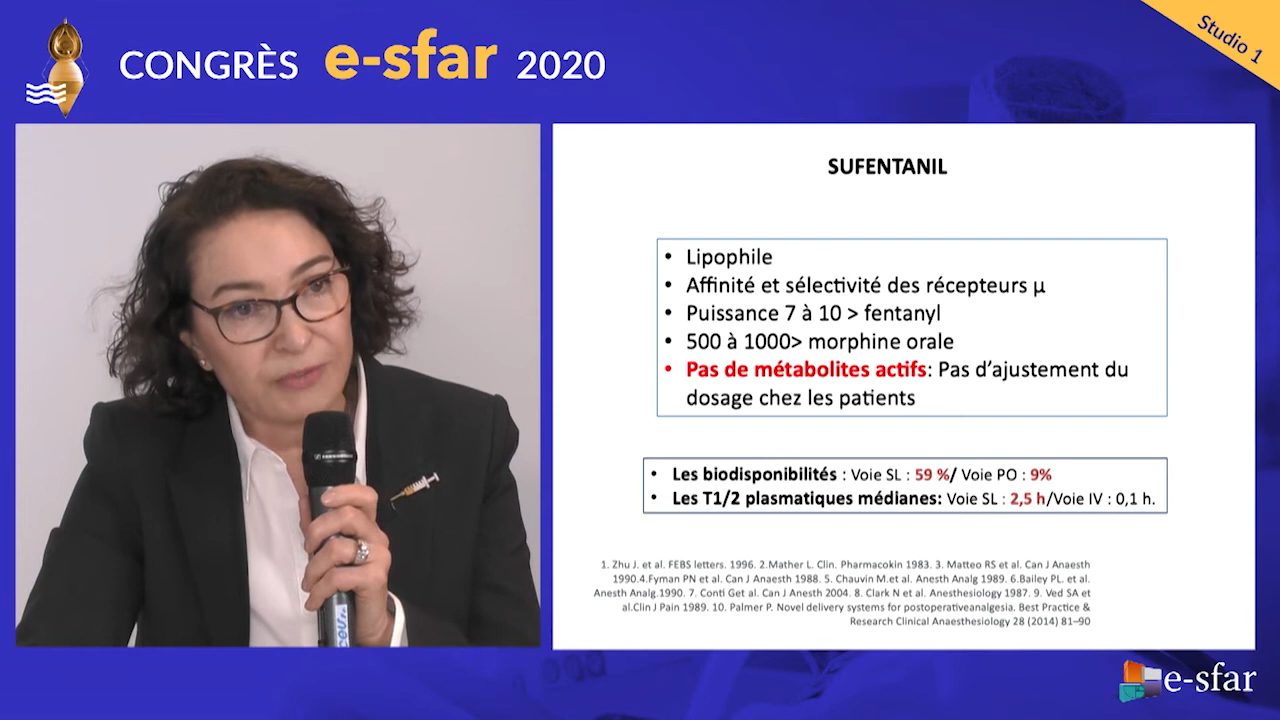 CONGRÈS e-sfar 2020
Studio 1
SUFENTANIL
• Lipophile
• Affinité et sélectivité des récepteurs µ
• Puissance 7 à 10 > fentanyl
• 500 à 1000> morphine orale
• Pas de métabolites actifs: Pas d’ajustement du
dosage chez les patients
• Les biodisponibilités : Voie SL : 59 %/ Voie PO : 9%
• Les T1/2 plasmatiques médianes: Voie SL : 2,5 h/Voie IV : 0,1 h.
1. Zhu J. et al. FEBS letters. 1996. 2.Mather L. Clin. Pharmacokin 1983. 3. Matteo RS et al. Can J Anaesth
1990.4.Fyman PN et al. Can J Anaesth 1988. 5. Chauvin M.et al. Anesth Analg 1989. 6.Bailey PL. et al.
Anesth Analg.1990. 7. Conti Get al. Can J Anesth 2004. 8. Clark N et al. Anesthesiology 1987. 9. Ved SA et
al.Clin J Pain 1989. 10. Palmer P. Novel delivery systems for postoperativeanalgesia. Best Practice &
Research Clinical Anaesthesiology 28 (2014) 81–90
e-sfar